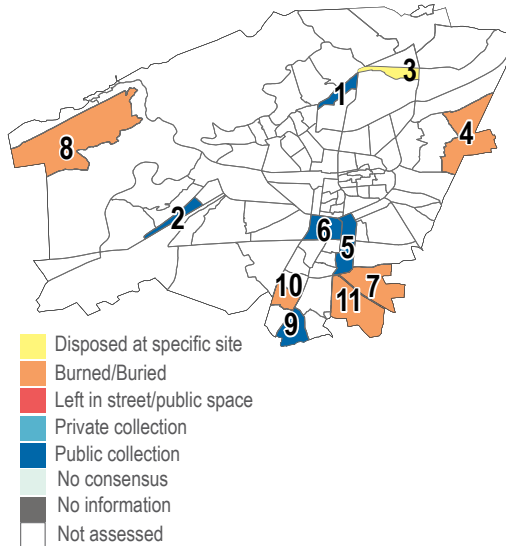 3
1
4
8
2
6
5
7
10
11
9
Disposed at specific site
Burned/Buried
Left in street/public space
Private collection
Public collection
No consensus
No information
Not assessed